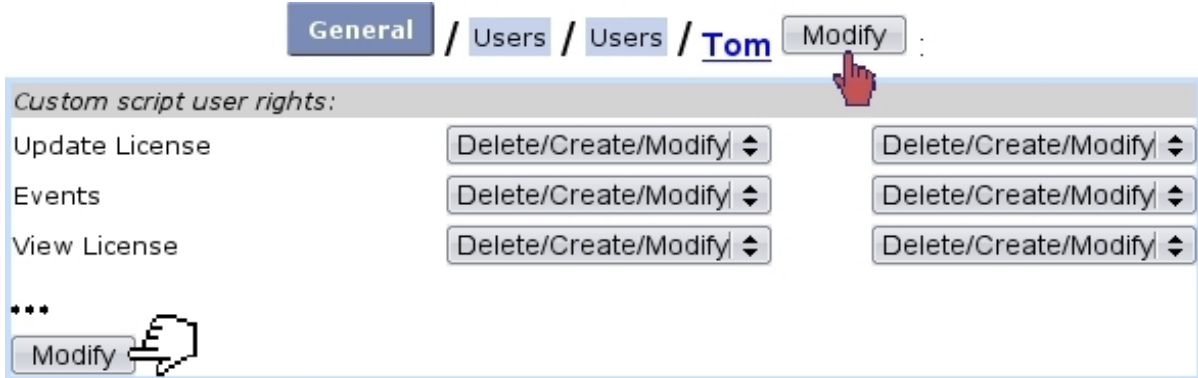 General / Users / Users / Tom Modify :
Custom script user rights:
Update License Delete/Create/Modify Delete/Create/Modify
Events Delete/Create/Modify Delete/Create/Modify
View License Delete/Create/Modify Delete/Create/Modify
...
Modify